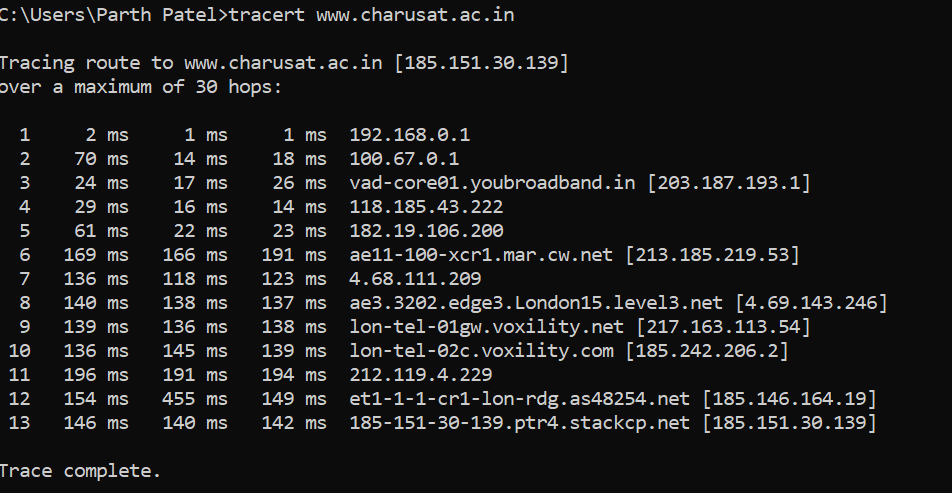 C:\Users\Parth Patel>tracert www.charusat.ac.in
Tracing route to www.charusat.ac.in [185.151.30.139]
over a maximum of 30 hops:
1 2 ms 1 ms 1 ms 192.168.0.1
2 70 ms 14 ms 18 ms 100.67.0.1
3 24 ms 17 ms 26 ms vad-core01.youbroadband.in [203.187.193.1]
4 29 ms 16 ms 14 ms 118.185.43.222
5 61 ms 22 ms 23 ms 182.19.106.200
6 169 ms 166 ms 191 ms ae11-100-xcr1.mar.cw.net [213.185.219.53]
7 136 ms 118 ms 123 ms 4.68.111.209
8 140 ms 138 ms 137 ms ae3.3202.edge3.London15.level3.net [4.69.143.246]
9 139 ms 136 ms 138 ms lon-tel-01gw.voxility.net [217.163.113.54]
10 136 ms 145 ms 139 ms lon-tel-02c.voxility.com [185.242.206.2]
11 196 ms 191 ms 194 ms 212.119.4.229
12 154 ms 455 ms 149 ms et1-1-1-cr1-lon-rdg.as48254.net [185.146.164.19]
13 146 ms 140 ms 142 ms 185-151-30-139.ptr4.stackcp.net [185.151.30.139]
Trace complete.